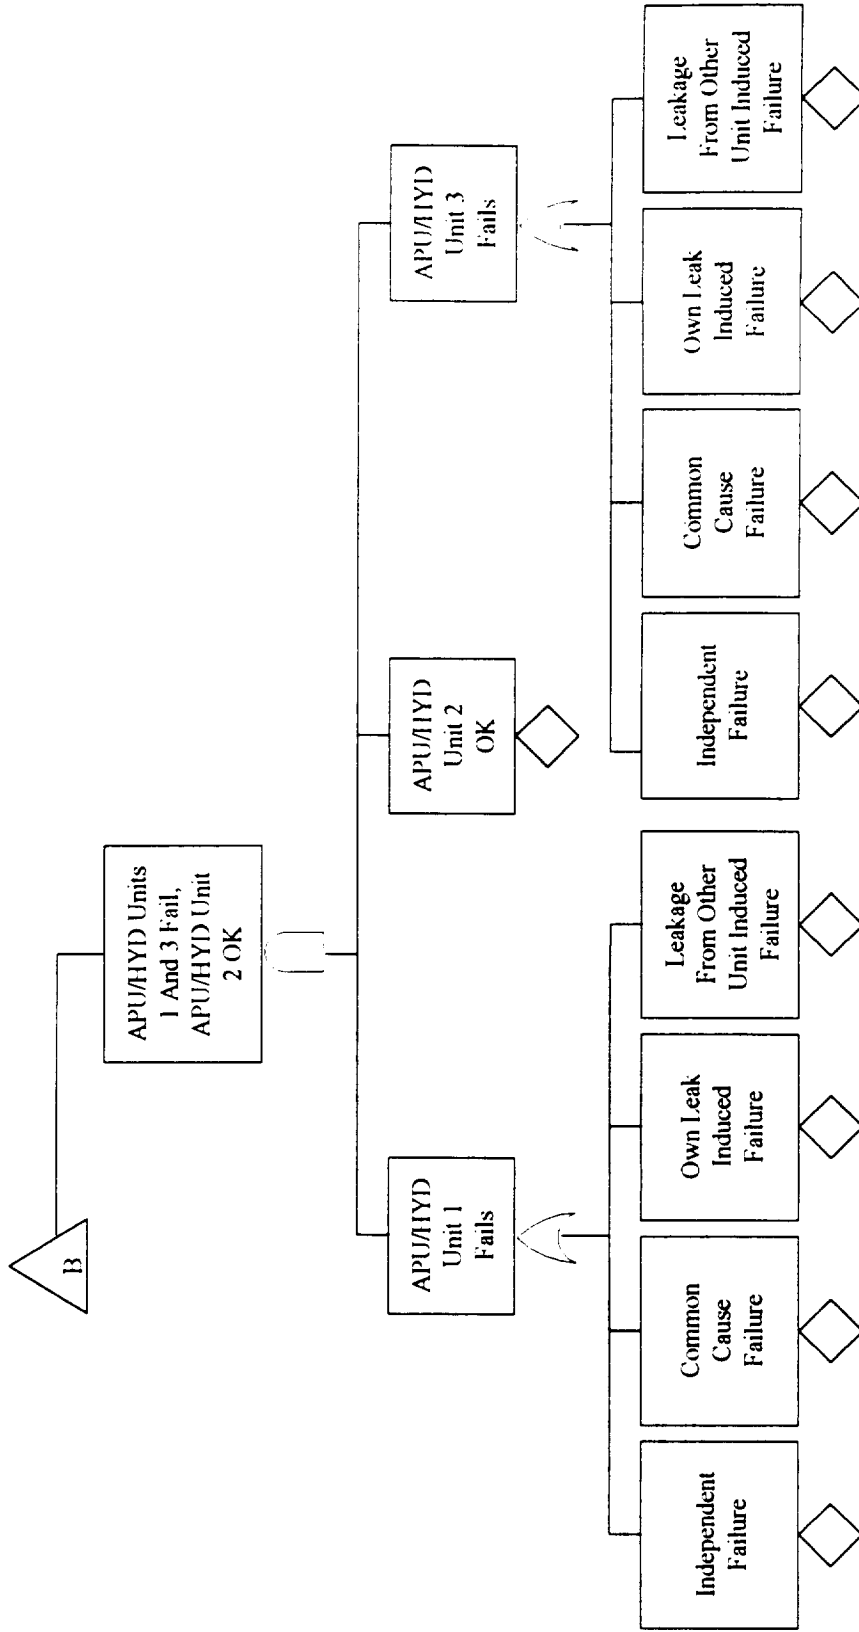 B
APU/HYD Units
1 And 3 Fail,
APU/HYD Unit
2 OK
APU/HYD
Unit 1
Fails
APU/HYD
Unit 2
OK
APU/HYD
Unit 3
Fails
Independent
Failure
Common
Cause
Failure
Own Leak
Induced
Failure
Leakage
From Other
Unit Induced
Failure
Independent
Failure
Common
Cause
Failure
Own Leak
Induced
Failure
Leakage
From Other
Unit Induced
Failure